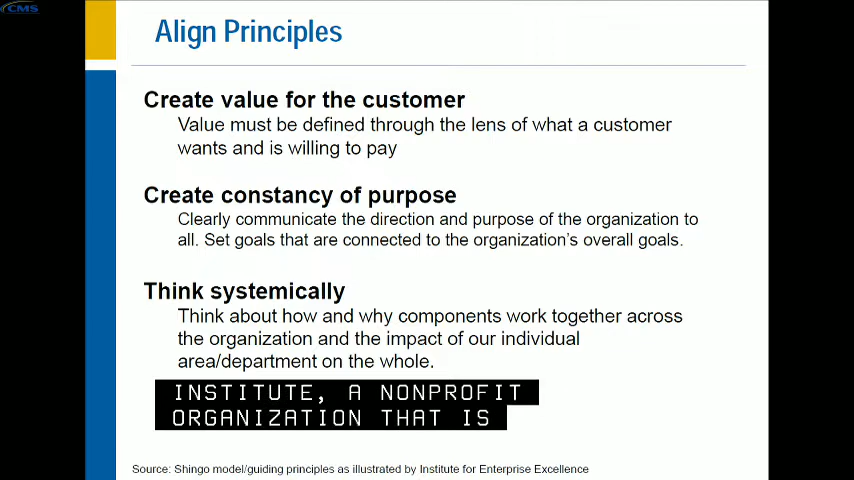 CMS
Align Principles
Create value for the customer
Value must be defined through the lens of what a customer
wants and is willing to pay
Create constancy of purpose
Clearly communicate the direction and purpose of the organization to
all. Set goals that are connected to the organization's overall goals.
Think systemically
Think about how and why components work together across
the organization and the impact of our individual
area/department on the whole.
INSTITUTE, A NONPROFIT
ORGANIZATION THAT IS
Source: Shingo model/guiding principles as illustrated by Institute for Enterprise Excellence